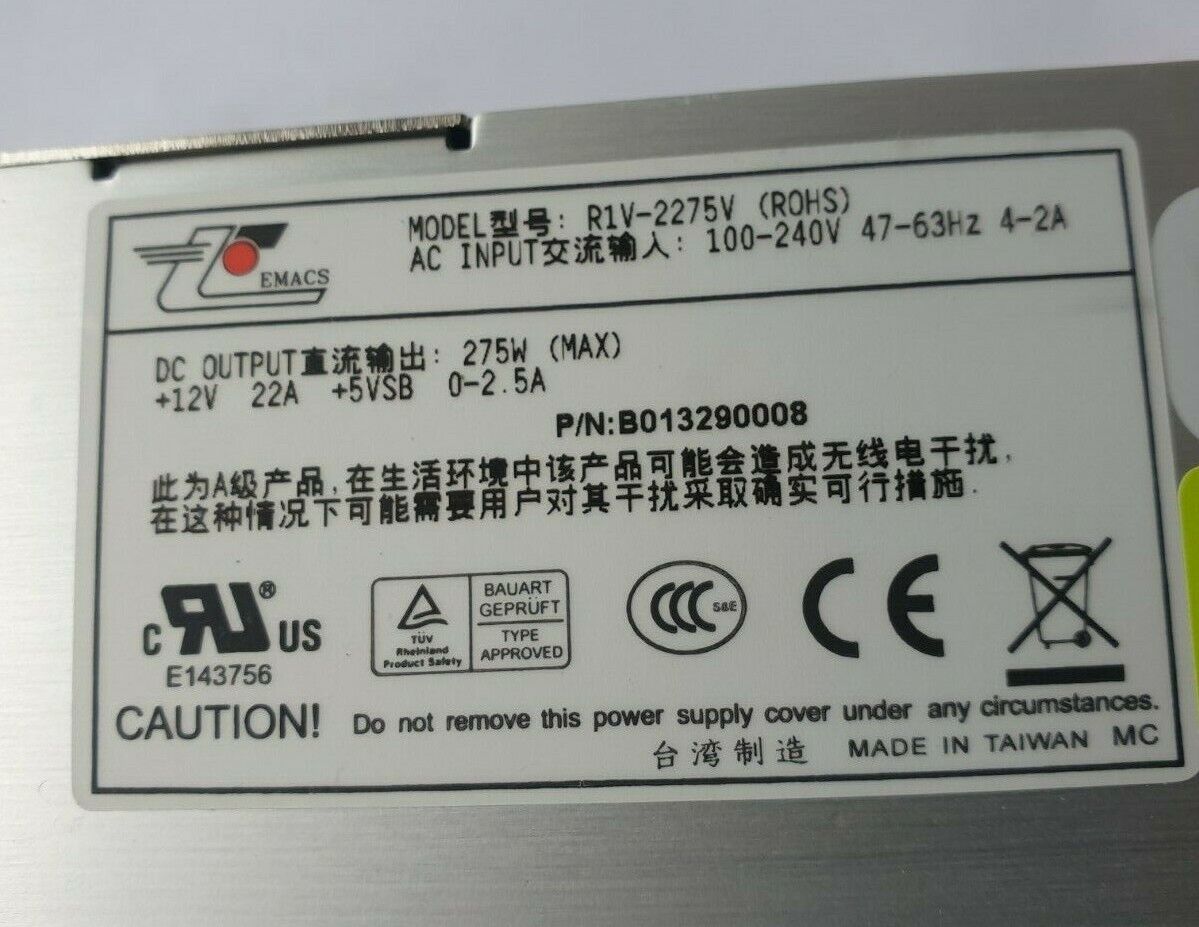 EMACS
MODEL型号: R1V-2275V (ROHS)
AC INPUT交流输入: 100-240V 47-63Hz 4-2A
DC OUTPUT直流输出: 275W (MAX)
+12V 22A +5VSB 0-2.5A
P/N:B013290008
此为A级产品,在生活环境中该产品可能会造成无线电干扰,
在这种情况下可能需要用户对其干扰采取确实可行措施.
C RU® US
E143756
TÜV
Rheinland
Product Safety
BAUART
GEPRÜFT
TYPE
APPROVED
CCC S&E
CE
CAUTION! Do not remove this power supply cover under any circumstances.
台湾制造 MADE IN TAIWAN MC